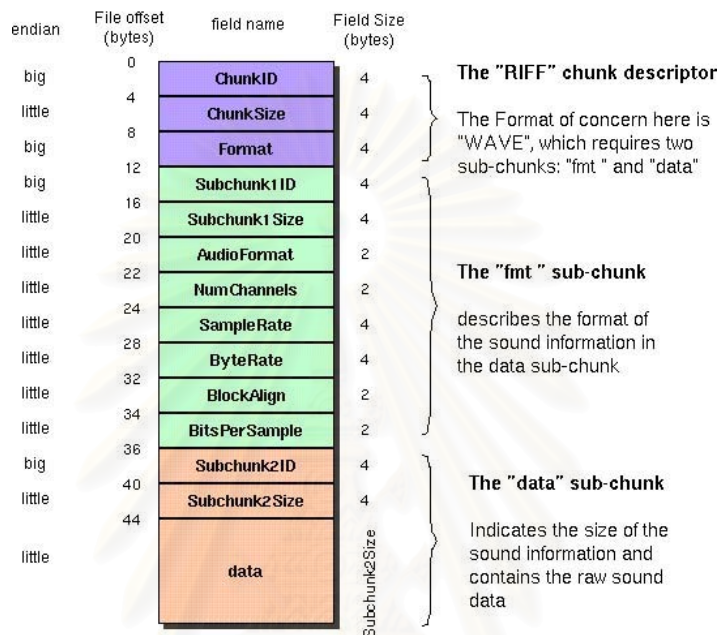 endian
File offset
(bytes)
field name
Field Size
(bytes)
0
big
ChunkID
4
4
little
ChunkSize
4
8
big
Format
4
12
big
Subchunk1ID
4
16
little
Subchunk1Size
4
20
little
AudioFormat
2
22
little
NumChannels
2
24
little
SampleRate
4
28
little
ByteRate
4
32
little
BlockAlign
2
34
little
BitsPerSample
2
36
big
Subchunk2ID
4
40
little
Subchunk2Size
4
44
little
data
Subchunk2Size
The "RIFF" chunk descriptor
The Format of concern here is
"WAVE", which requires two
sub-chunks: "fmt " and "data"
The "fmt " sub-chunk
describes the format of
the sound information in
the data sub-chunk
The "data" sub-chunk
Indicates the size of the
sound information and
contains the raw sound
data